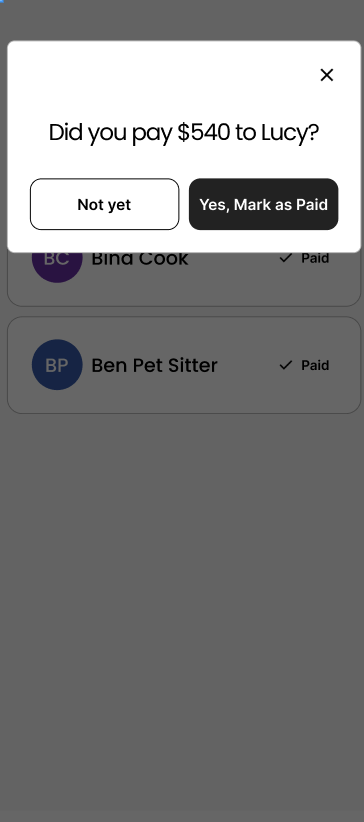 Did you pay $540 to Lucy?
Not yet
Yes, Mark as Paid
BC
Bina Cook
Paid
BP
Ben Pet Sitter
Paid